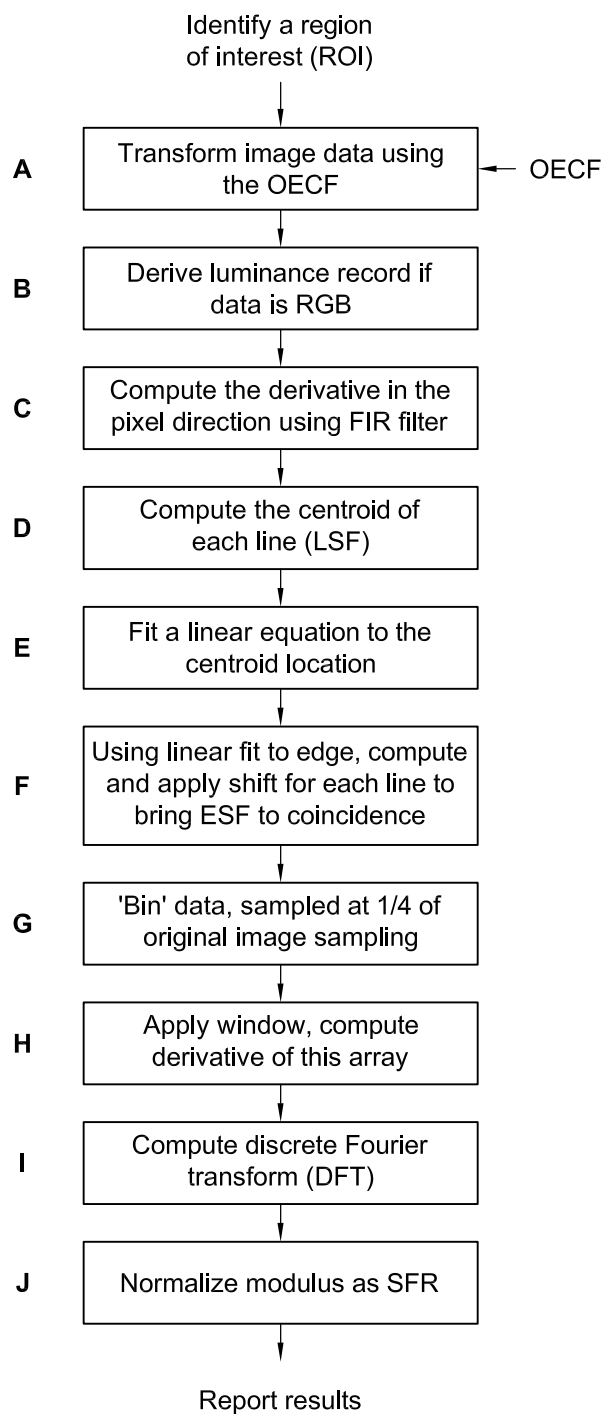 Identify a region
of interest (ROI)
A
Transform image data using
the OECF
OECF
B
Derive luminance record if
data is RGB
C
Compute the derivative in the
pixel direction using FIR filter
D
Compute the centroid of
each line (LSF)
E
Fit a linear equation to the
centroid location
F
Using linear fit to edge, compute
and apply shift for each line to
bring ESF to coincidence
G
'Bin' data, sampled at 1/4 of
original image sampling
H
Apply window, compute
derivative of this array
I
Compute discrete Fourier
transform (DFT)
J
Normalize modulus as SFR
Report results